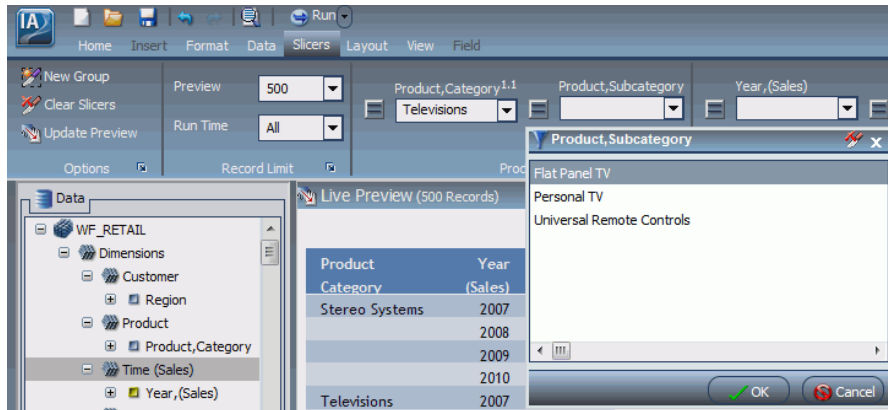 IA
Run
Home Insert Format Data Slicers Layout View Field
New Group
Clear Slicers
Update Preview
Options
Preview 500
Run Time All
Record Limit
Product,Category1.1
Televisions
Product,Subcategory
Year,(Sales)
Product,Subcategory x
Flat Panel TV
Personal TV
Universal Remote Controls
OK Cancel
Data
WF_RETAIL
Dimensions
Customer
Region
Product
Product,Category
Time (Sales)
Year,(Sales)
Live Preview (500 Records)
Product Year
Category (Sales)
Stereo Systems 2007
2008
2009
2010
Televisions 2007